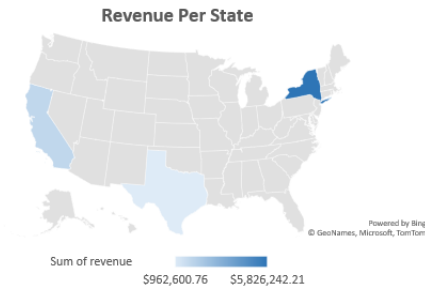 Revenue Per State
Powered by Bing
© GeoNames, Microsoft, TomTom
Sum of revenue
$962,600.76 $5,826,242.21